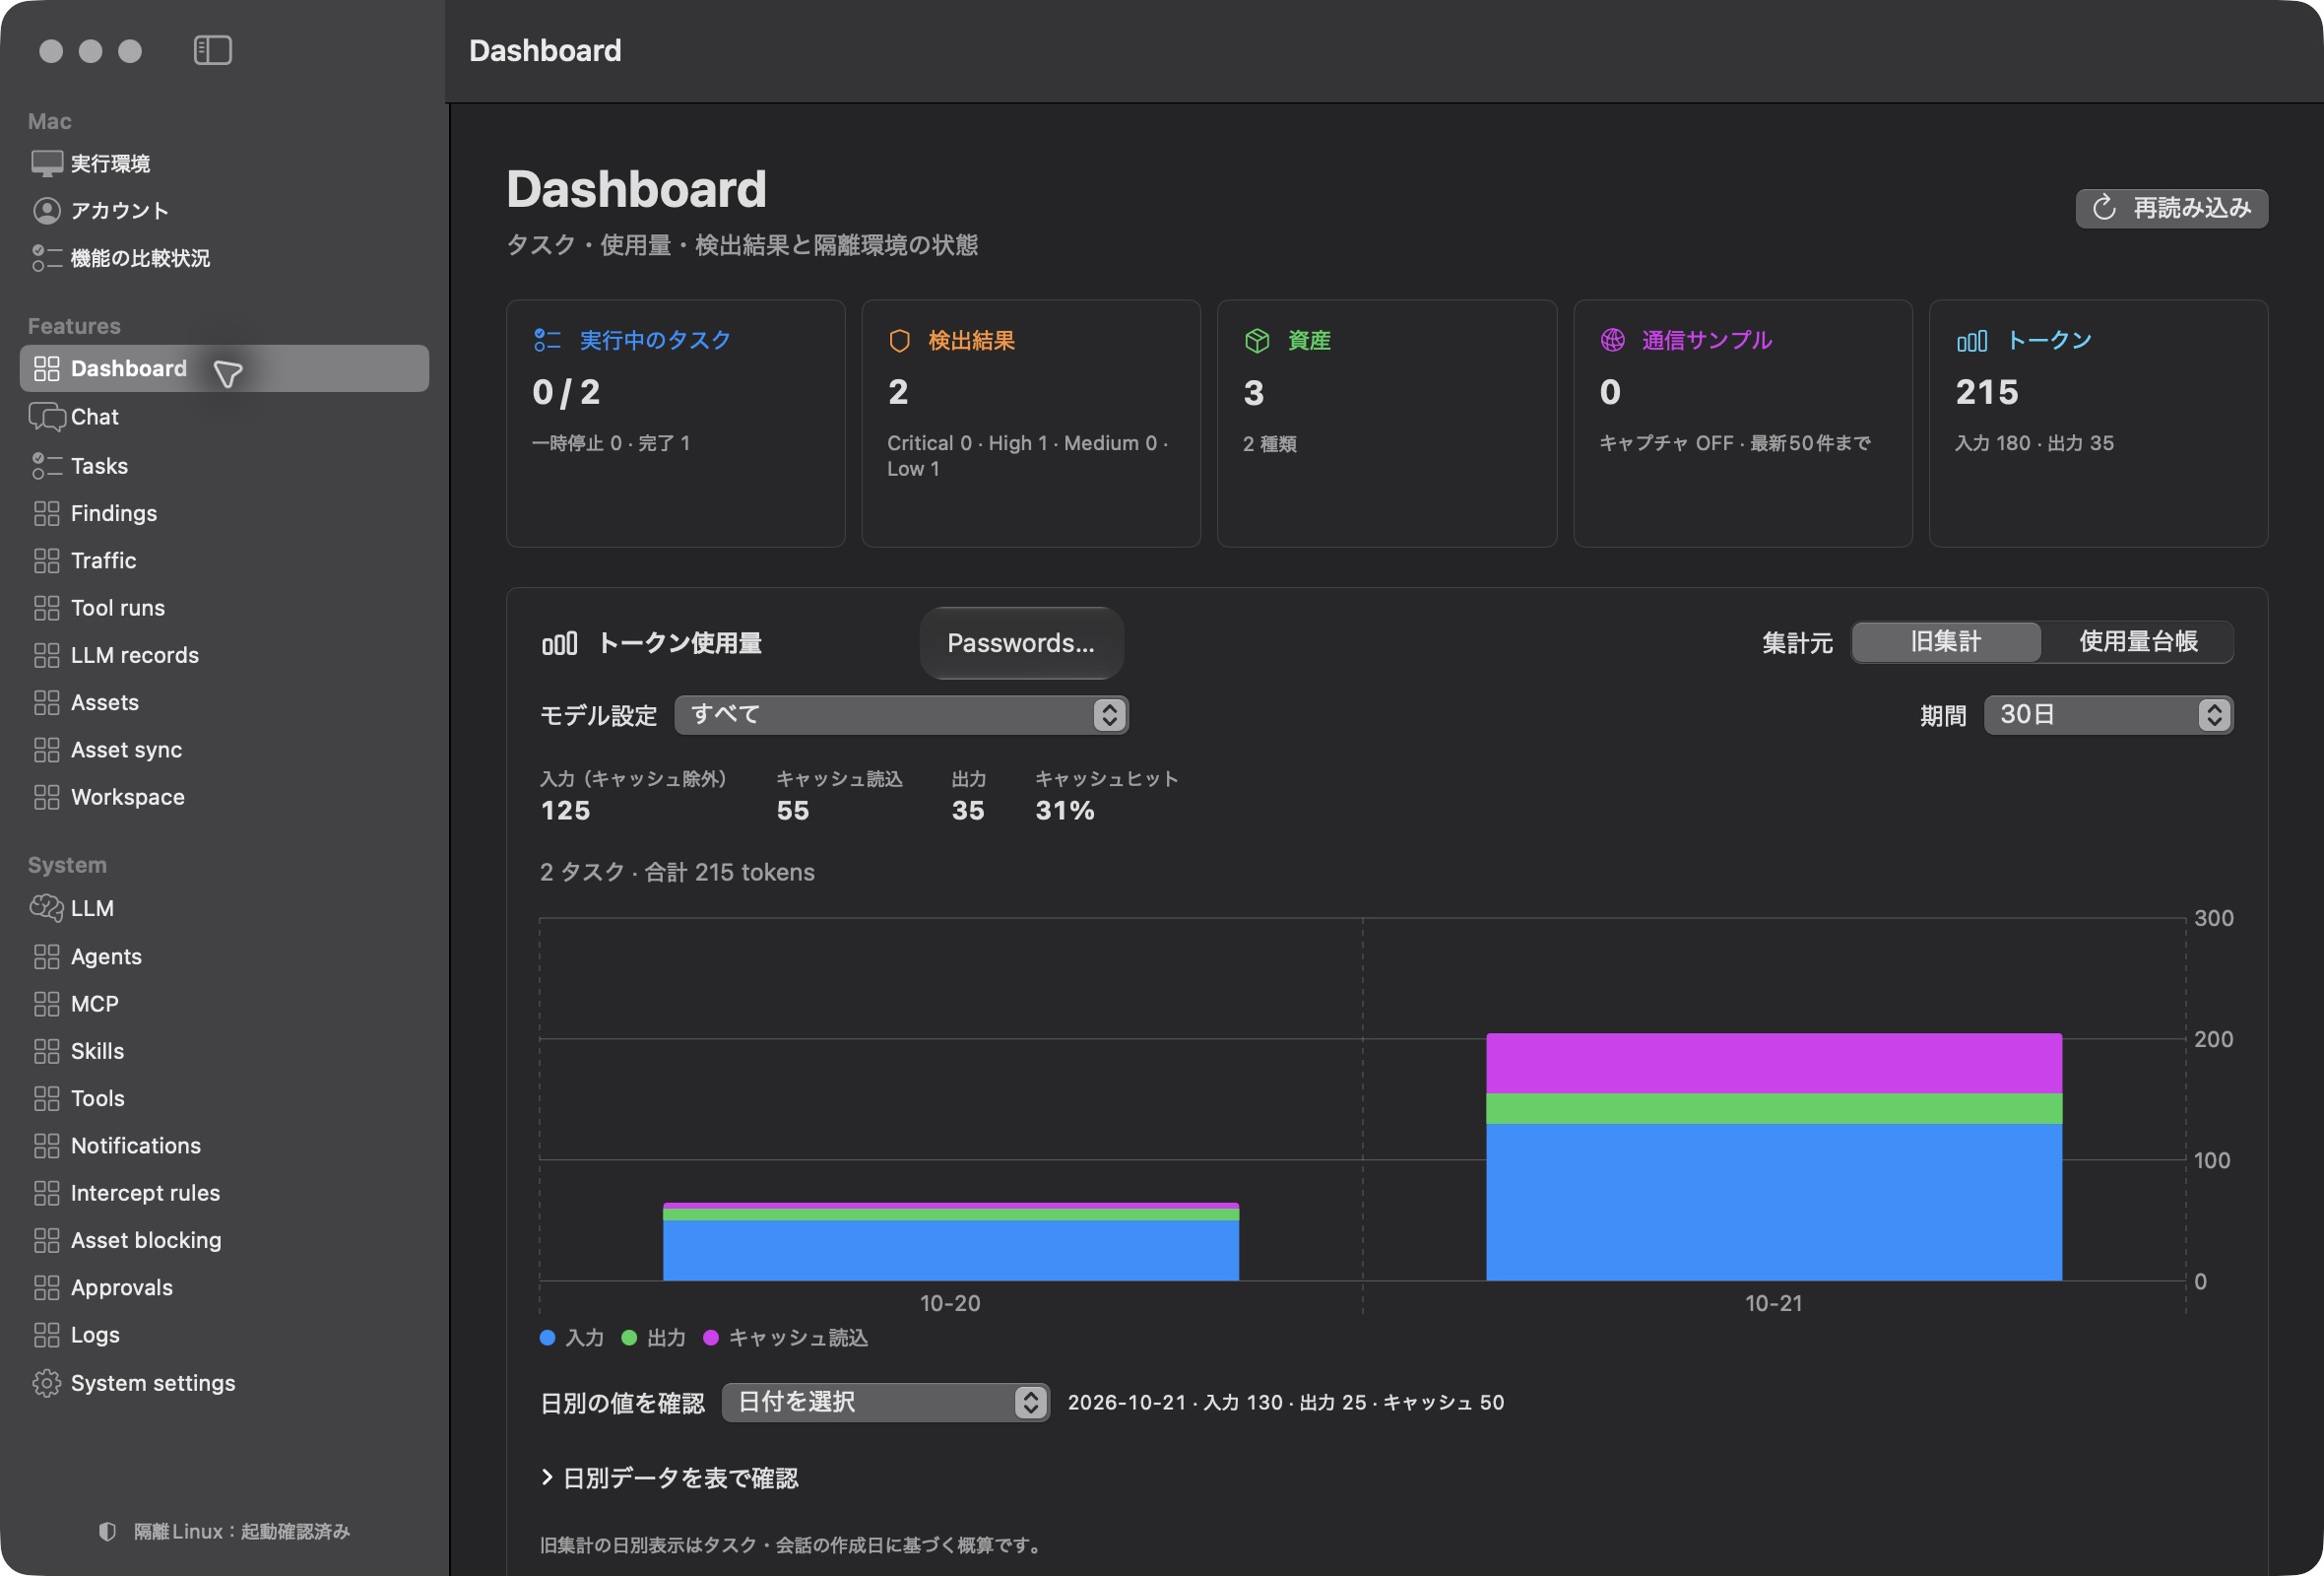 Dashboard
Mac
実行環境
アカウント
機能の比較状況
Features
Dashboard
Chat
Tasks
Findings
Traffic
Tool runs
LLM records
Assets
Asset sync
Workspace
System
LLM
Agents
MCP
Skills
Tools
Notifications
Intercept rules
Asset blocking
Approvals
Logs
System settings
隔離Linux：起動確認済み
Dashboard
再読み込み
タスク・使用量・検出結果と隔離環境の状態
実行中のタスク
0 / 2
一時停止 0 · 完了 1
検出結果
2
Critical 0 · High 1 · Medium 0 ·
Low 1
資産
3
2 種類
通信サンプル
0
キャプチャ OFF · 最新50件まで
トークン
215
入力 180 · 出力 35
トークン使用量
Passwords...
集計元 旧集計 使用量台帳
モデル設定 すべて
期間 30日
入力（キャッシュ除外） キャッシュ読込 出力 キャッシュヒット
125 55 35 31%
2 タスク · 合計 215 tokens
300
200
100
0
10-20 10-21
入力 出力 キャッシュ読込
日別の値を確認 日付を選択 2026-10-21 · 入力 130 · 出力 25 · キャッシュ 50
日別データを表で確認
旧集計の日別表示はタスク・会話の作成日に基づく概算です。